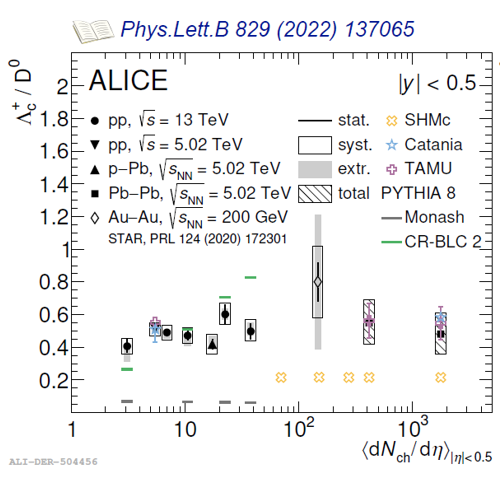 Phys.Lett.B 829 (2022) 137065
Λc+ / D0
ALICE
|y| < 0.5
pp, √s = 13 TeV
pp, √s = 5.02 TeV
p–Pb, √sNN = 5.02 TeV
Pb–Pb, √sNN = 5.02 TeV
Au–Au, √sNN = 200 GeV
STAR, PRL 124 (2020) 172301
stat.
syst.
extr.
total
SHMc
Catania
TAMU
PYTHIA 8
Monash
CR-BLC 2
2
1.8
1.6
1.4
1.2
1
0.8
0.6
0.4
0.2
1 10 10² 10³
⟨dNch/dη⟩|η|<0.5
ALI-DER-504456